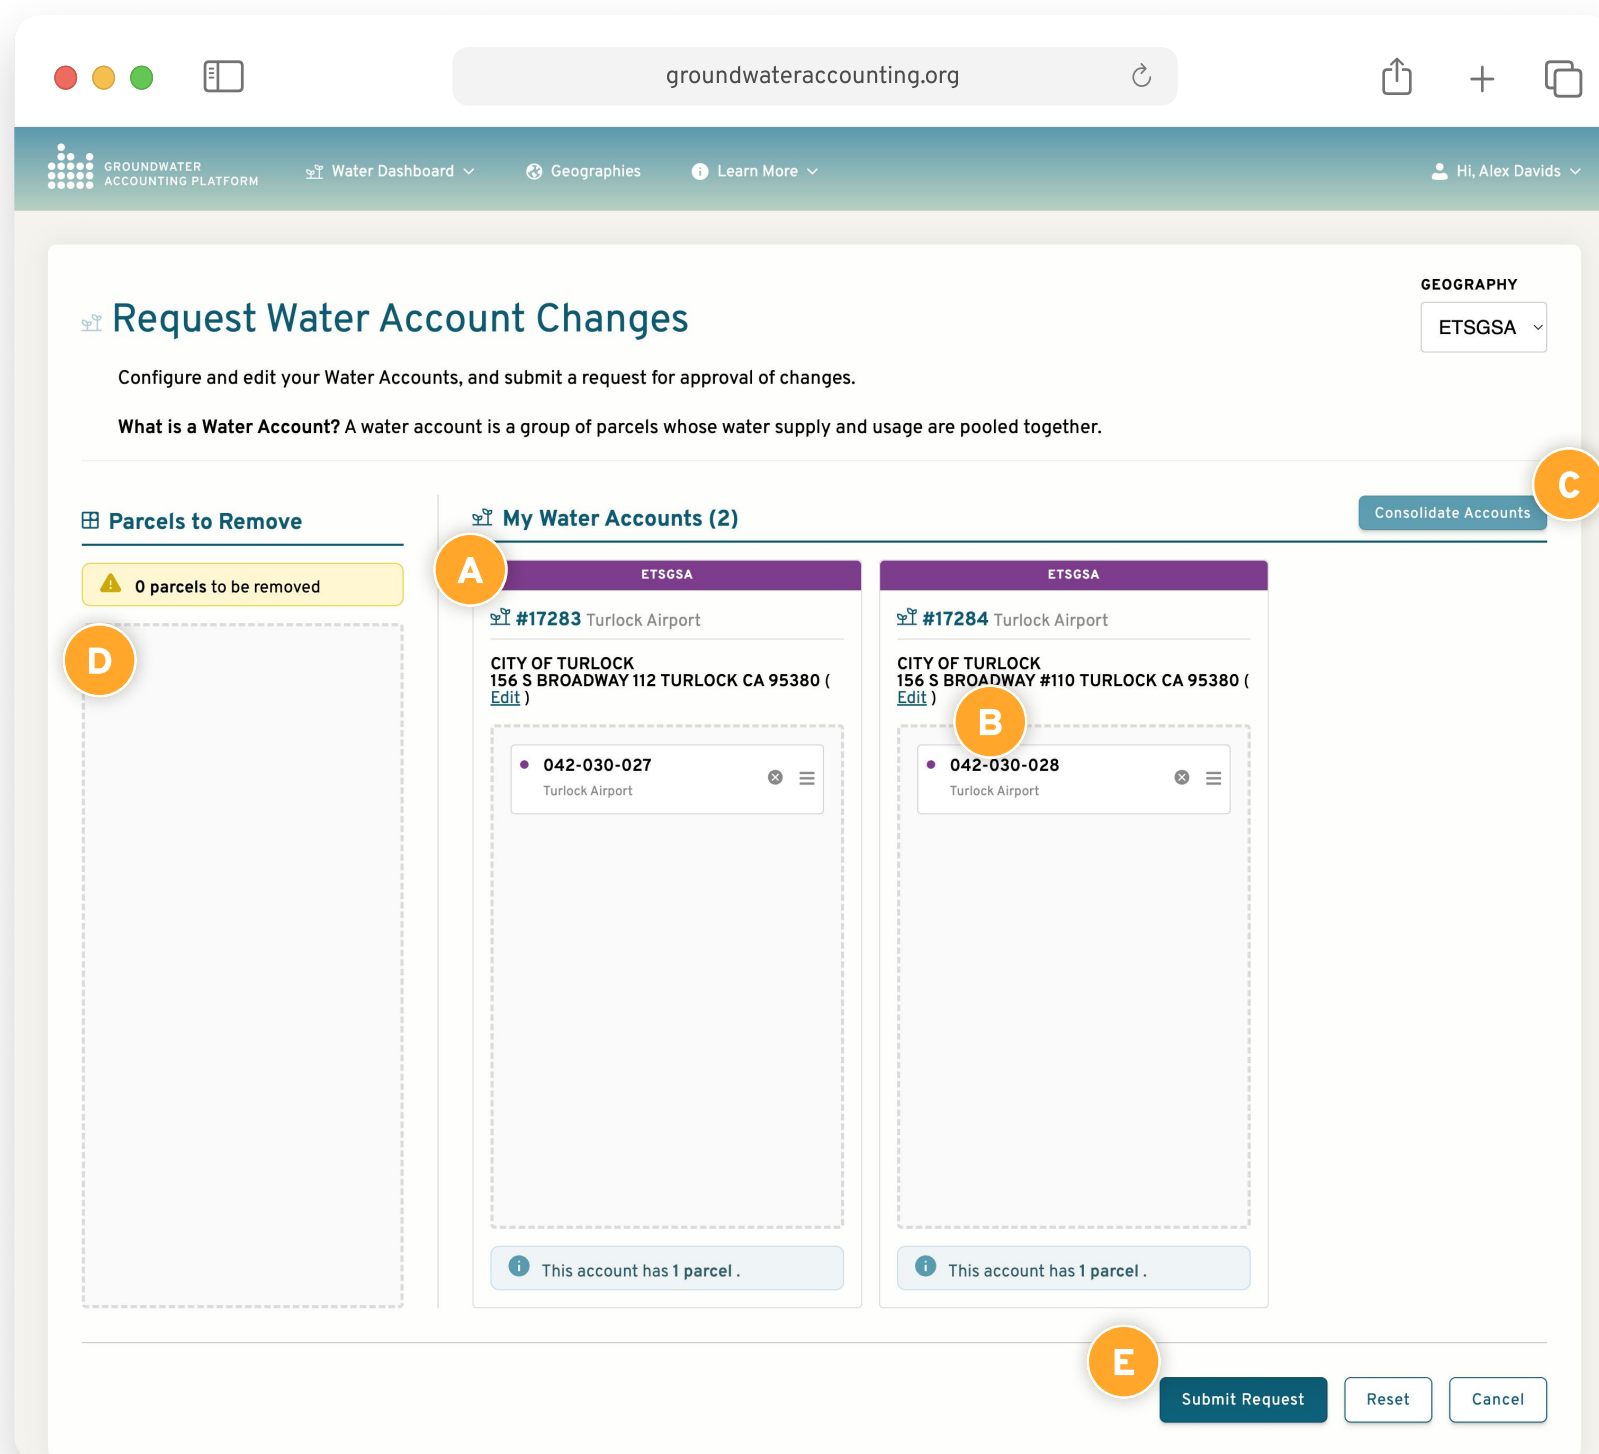 groundwateraccounting.org
GROUNDWATER
ACCOUNTING PLATFORM
Water Dashboard
Geographies
Learn More
Hi, Alex Davids
GEOGRAPHY
ETSGSA
Request Water Account Changes
Configure and edit your Water Accounts, and submit a request for approval of changes.
What is a Water Account? A water account is a group of parcels whose water supply and usage are pooled together.
C
Parcels to Remove
My Water Accounts (2)
Consolidate Accounts
0 parcels to be removed
D
A
ETSGSA
#17283 Turlock Airport
CITY OF TURLOCK
156 S BROADWAY 112 TURLOCK CA 95380 (
Edit )
042-030-027
Turlock Airport
This account has 1 parcel .
ETSGSA
#17284 Turlock Airport
CITY OF TURLOCK
156 S BROADWAY #110 TURLOCK CA 95380 (
Edit )
B
042-030-028
Turlock Airport
This account has 1 parcel .
E
Submit Request
Reset
Cancel